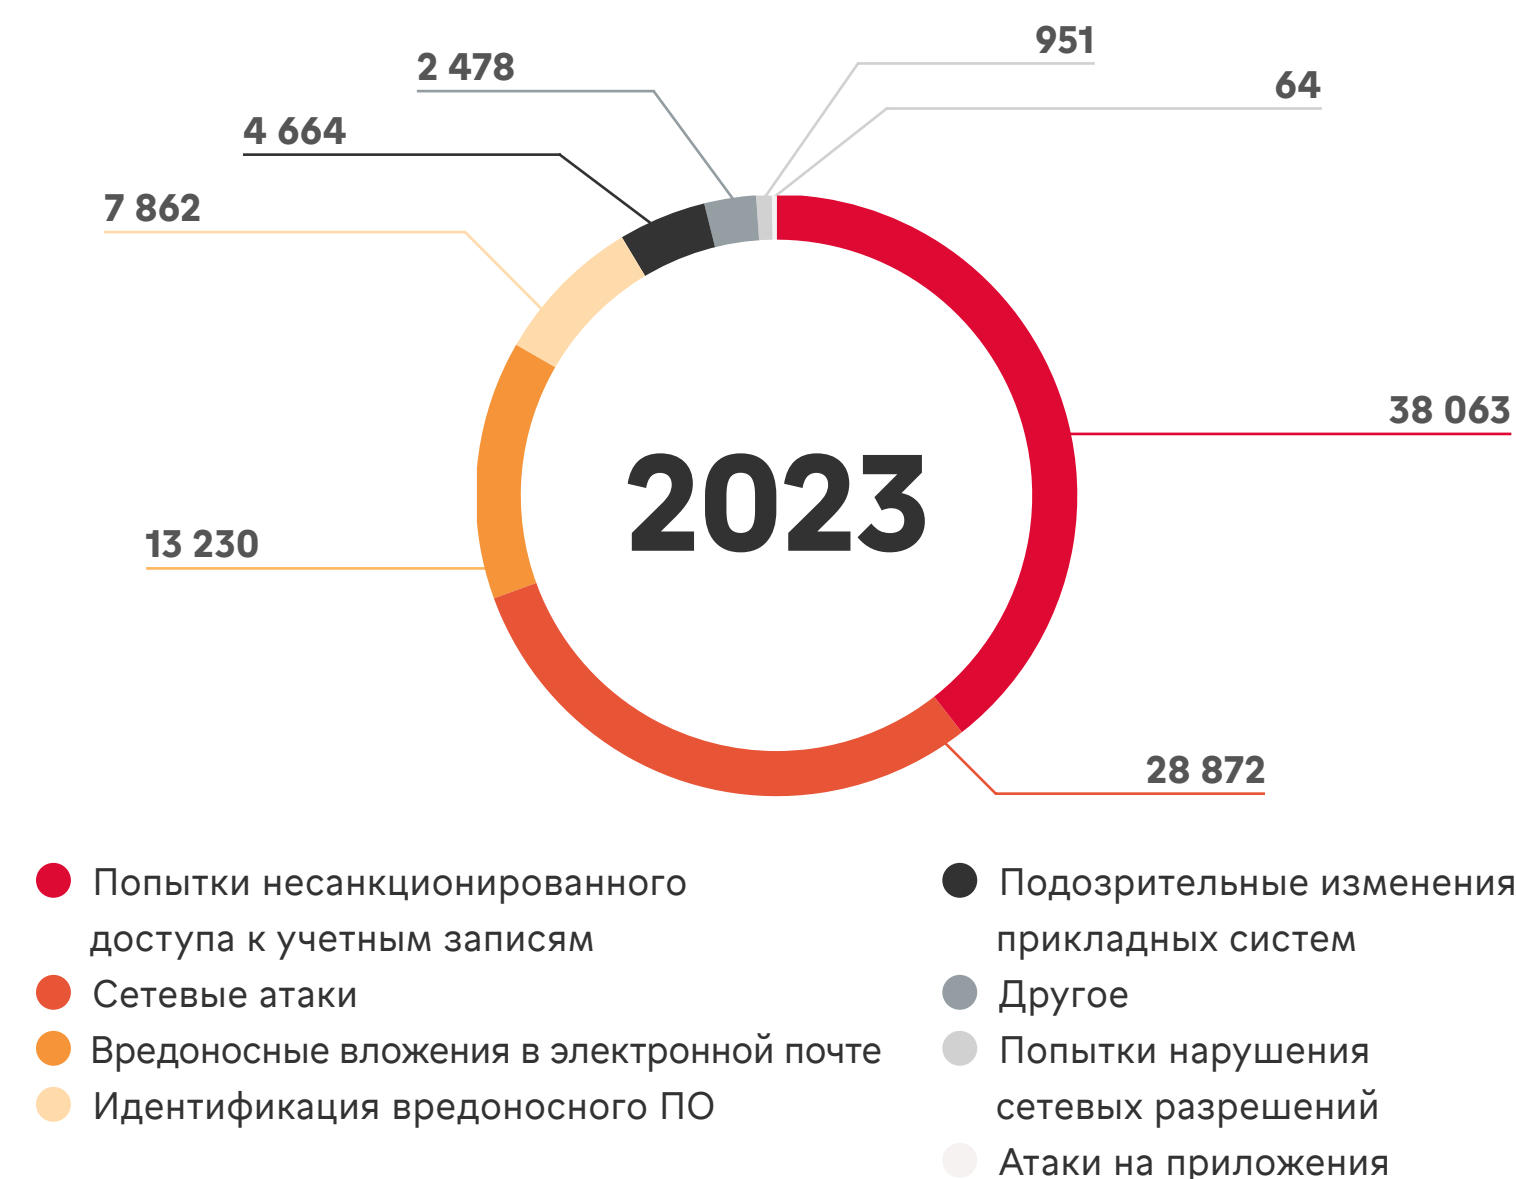 951
2 478
64
4 664
7 862
38 063
2023
13 230
28 872
Попытки несанкционированного
доступа к учетным записям
Сетевые атаки
Вредоносные вложения в электронной почте
Идентификация вредоносного ПО
Подозрительные изменения
прикладных систем
Другое
Попытки нарушения
сетевых разрешений
Атаки на приложения